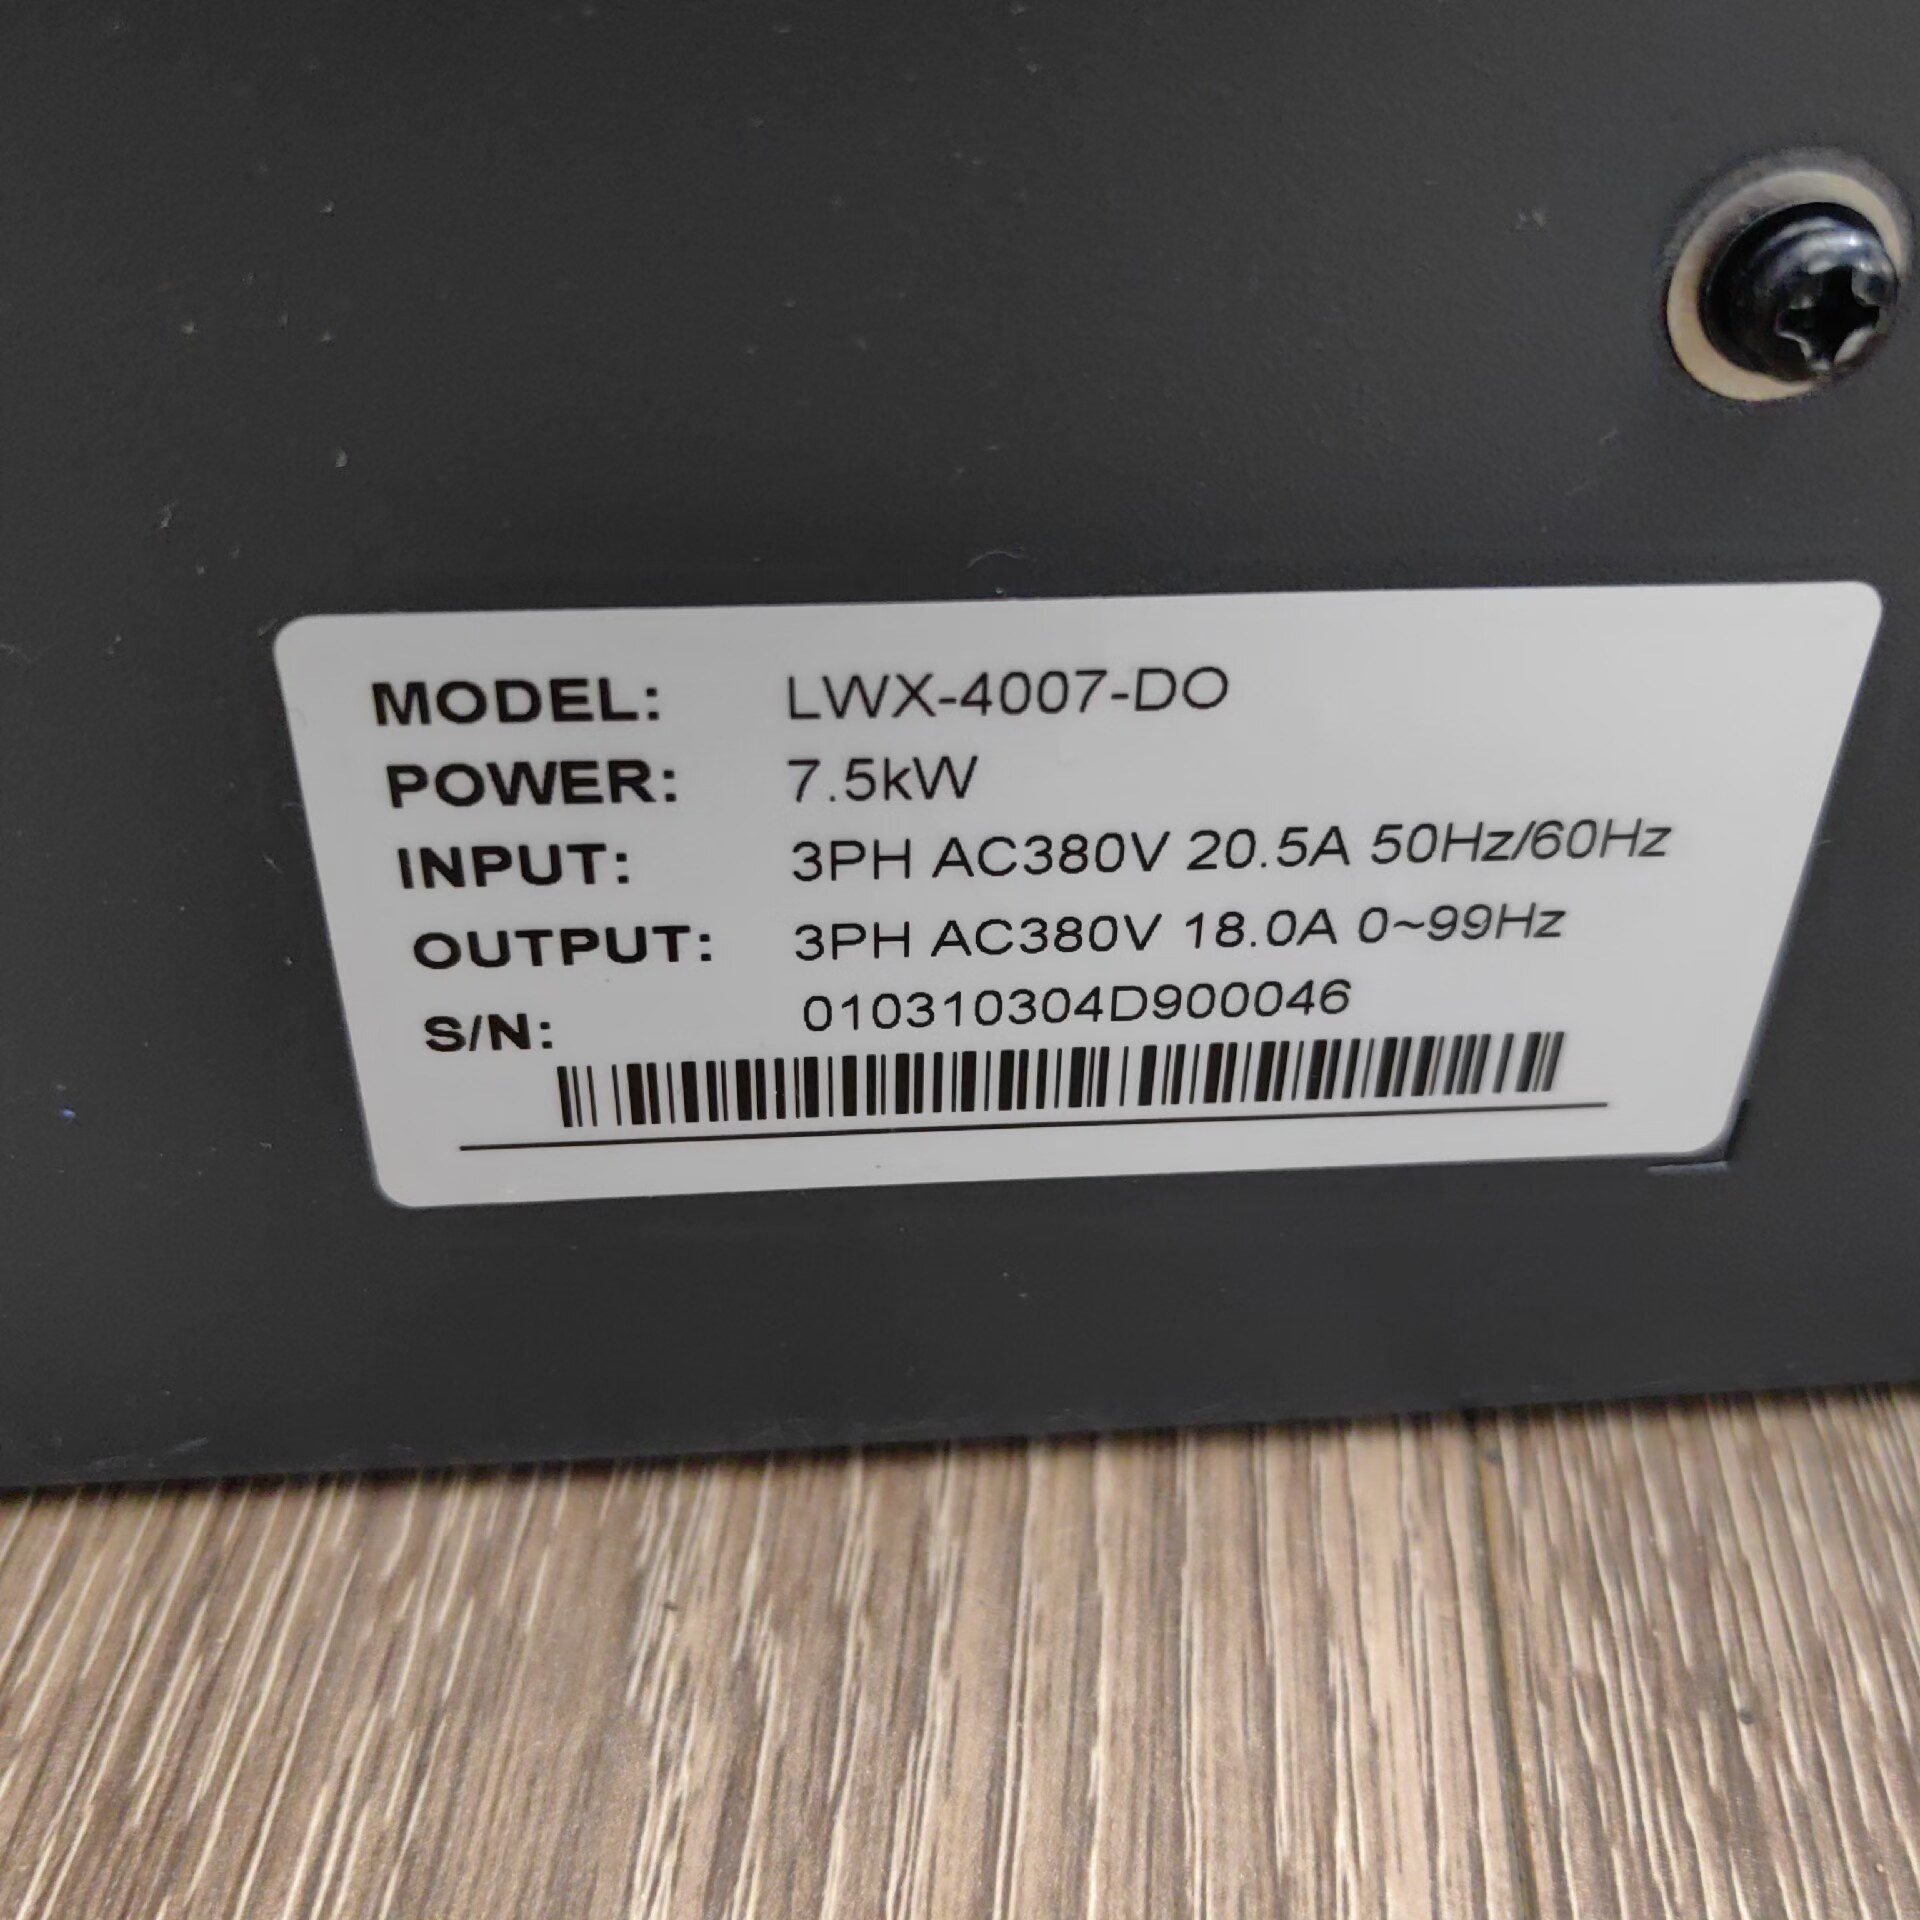 MODEL: LWX-4007-DO
POWER: 7.5kW
INPUT: 3PH AC380V 20.5A 50Hz/60Hz
OUTPUT: 3PH AC380V 18.0A 0~99Hz
S/N: 010310304D900046